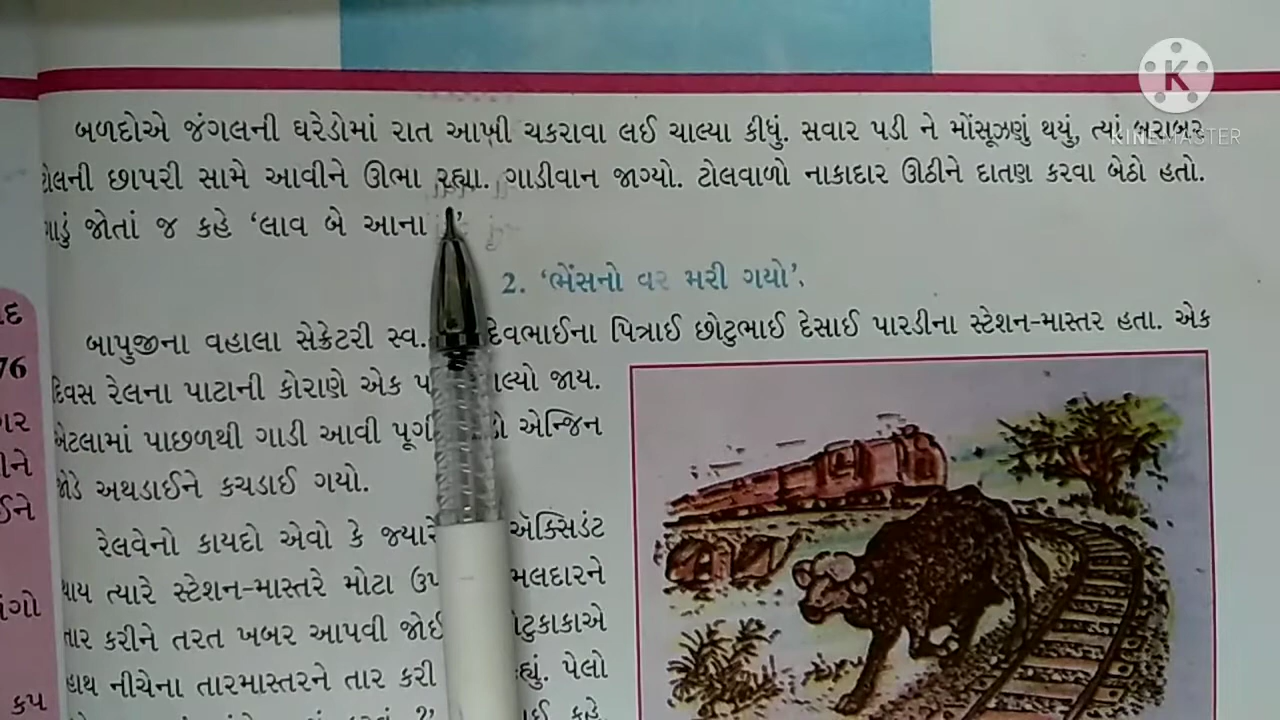 બળદોએ જંગલની ઘરેડોમાં રાત આખી ચકરાવા લઈ ચાલ્યા કીધું. સવાર પડી ને મોંસૂઝણું થયું, ત્યાં બરાબર
ટોલની છાપરી સામે આવીને ઊભા રહ્યા. ગાડીવાન જાગ્યો. ટોલવાળો નાકાદાર ઊઠીને દાતણ કરવા બેઠો હતો.
ગાડું જોતાં જ કહે ‘લાવ બે આના
2. ‘ભેંસનો વર મરી ગયો’.
બાપુજીના વહાલા સેક્રેટરી સ્વ. દેવભાઈના પિત્રાઈ છોટુભાઈ દેસાઈ પારડીના સ્ટેશન-માસ્તર હતા. એક
દિવસ રેલના પાટાની કોરાણે એક
જાય.
એટલામાં પાછળથી ગાડી આવી એન્જિન
જોડે અથડાઈને કચડાઈ ગયો.
રેલવેનો કાયદો એવો કે જ્યારે ઍક્સિડંટ
થાય ત્યારે સ્ટેશન-માસ્તરે મોટા
તાર કરીને તરત ખબર આપવી
હાથ નીચેના તારમાસ્તરને તાર કરી પેલો
76
કપ
KINEMASTER